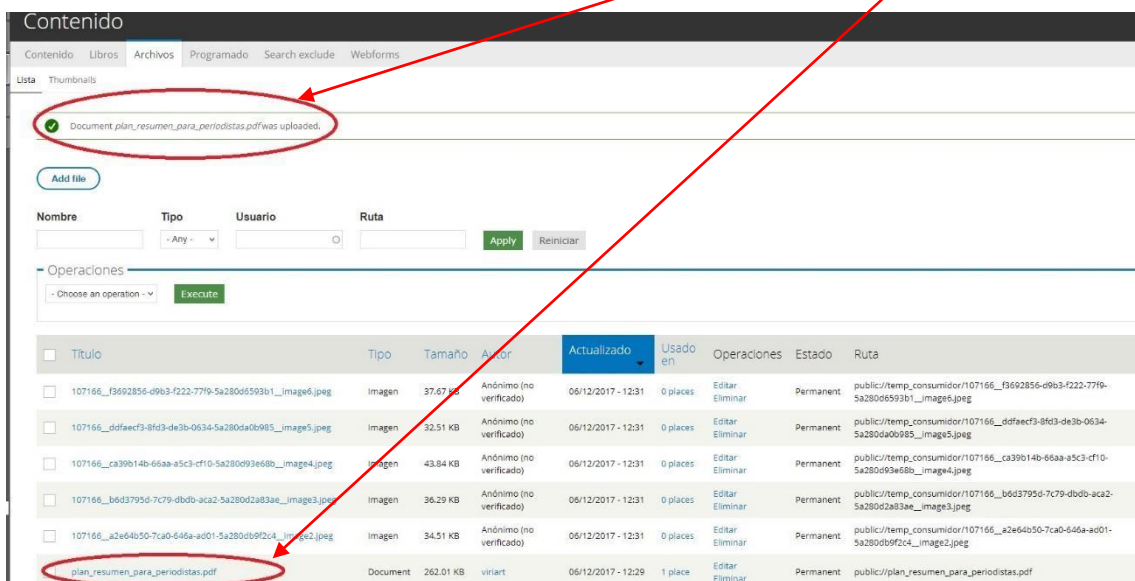 Contenido
Contenido Libros Archivos Programado Search exclude Webforms
Lista Thumbnails
Document plan_resumen_para_periodistas.pdf was uploaded.
Add file
Nombre Tipo Usuario Ruta
- Any - Apply Reiniciar
Operaciones
- Choose an operation - Execute
Título Tipo Tamaño Autor Actualizado Usado en Operaciones Estado Ruta
107166__f3692856-d9b3-f222-77f9-5a280d6593b1__image6.jpeg Imagen 37.67 KB Anónimo (no verificado) 06/12/2017 - 12:31 0 places Editar Eliminar Permanent public://temp_consumidor/107166__f3692856-d9b3-f222-77f9-5a280d6593b1__image6.jpeg
107166__ddfaecf3-8fd3-de3b-0634-5a280da0b985__image5.jpeg Imagen 32.51 KB Anónimo (no verificado) 06/12/2017 - 12:31 0 places Editar Eliminar Permanent public://temp_consumidor/107166__ddfaecf3-8fd3-de3b-0634-5a280da0b985__image5.jpeg
107166__ca39b14b-66aa-a5c3-cf10-5a280d93e68b__image4.jpeg Imagen 43.84 KB Anónimo (no verificado) 06/12/2017 - 12:31 0 places Editar Eliminar Permanent public://temp_consumidor/107166__ca39b14b-66aa-a5c3-cf10-5a280d93e68b__image4.jpeg
107166__b6d3795d-7c79-dbdb-aca2-5a280d2a83ae__image3.jpeg Imagen 36.29 KB Anónimo (no verificado) 06/12/2017 - 12:31 0 places Editar Eliminar Permanent public://temp_consumidor/107166__b6d3795d-7c79-dbdb-aca2-5a280d2a83ae__image3.jpeg
107166__a2e64b50-7ca0-646a-ad01-5a280db9f2c4__image2.jpeg Imagen 34.51 KB Anónimo (no verificado) 06/12/2017 - 12:31 0 places Editar Eliminar Permanent public://temp_consumidor/107166__a2e64b50-7ca0-646a-ad01-5a280db9f2c4__image2.jpeg
plan_resumen_para_periodistas.pdf Document 262.01 KB viriart 06/12/2017 - 12:29 1 place Editar Eliminar Permanent public://plan_resumen_para_periodistas.pdf